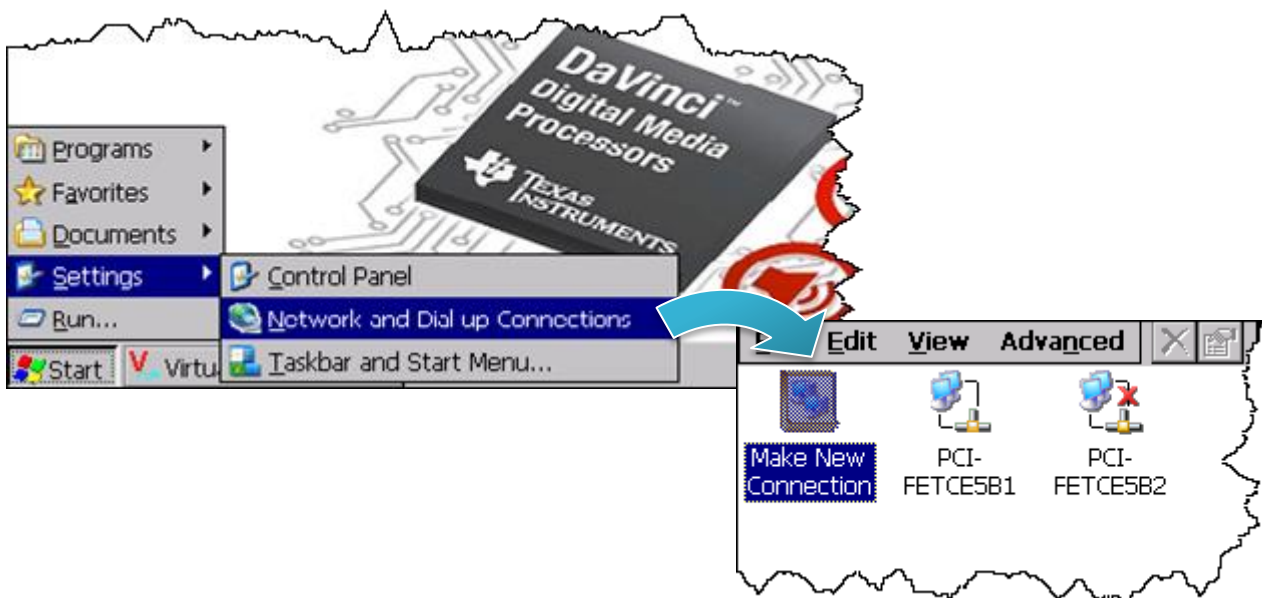 DaVinci™
Digital Media
Processors
TEXAS
INSTRUMENTS
Programs
Favorites
Documents
Settings
Run...
Control Panel
Network and Dial up Connections
Taskbar and Start Menu...
Start
Virtu
Edit View Advanced
Make New
Connection
PCI-
FETCE5B1
PCI-
FETCE5B2